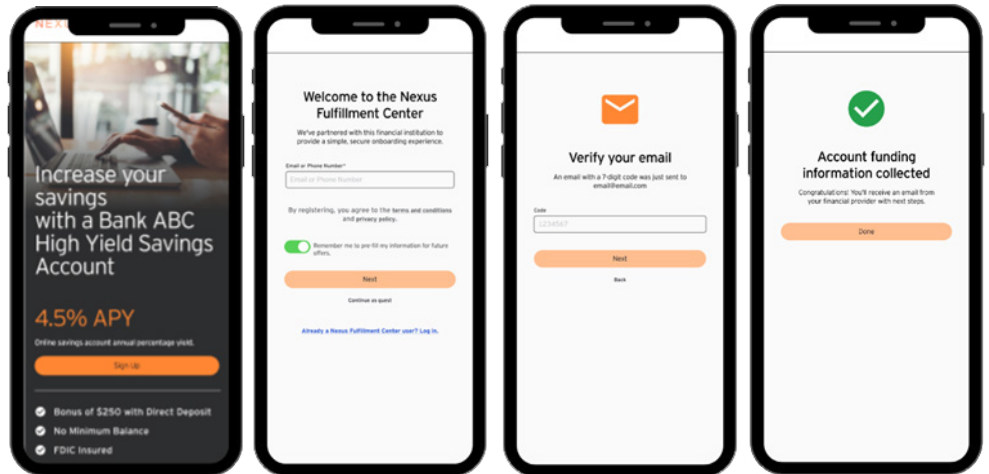 NEXU
Increase your
savings
with a Bank ABC
High Yield Savings
Account
4.5% APY
Online savings account annual percentage yield.
Sign Up
Bonus of $250 with Direct Deposit
No Minimum Balance
FDIC Insured
Welcome to the Nexus
Fulfillment Center
We've partnered with this financial institution to
provide a simple, secure onboarding experience.
Email or Phone Number*
Email or Phone Number
By registering, you agree to the terms and conditions
and privacy policy.
Remember me to pre-fill my information for future
offers.
Next
Continue as guest
Already a Nexus Fulfillment Center user? Log in.
Verify your email
An email with a 7-digit code was just sent to
email@email.com
Code
1234567
Next
Back
Account funding
information collected
Congratulations! You'll receive an email from
your financial provider with next steps.
Done